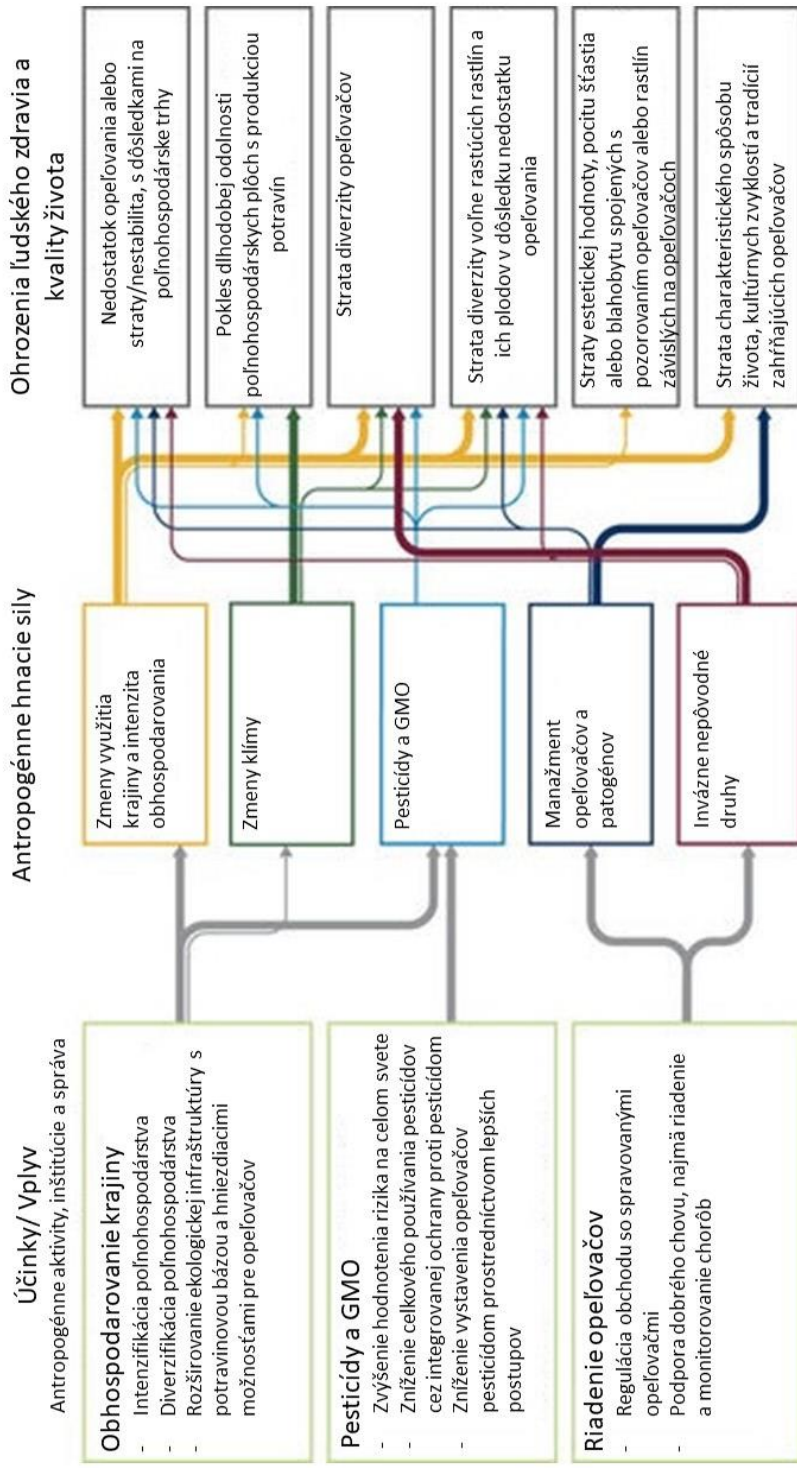 Účinky/ Vplyv
Antropogénne aktivity, inštitúcie a správa
Obhospodarovanie krajiny
- Intenzifikácia poľnohospodárstva
- Diverzifikácia poľnohospodárstva
- Rozširovanie ekologickej infraštruktúry s
potravinovou bázou a hniezdiacimi
možnosťami pre opeľovačov
Pesticídy a GMO
- Zvýšenie hodnotenia rizika na celom svete
- Zníženie celkového používania pesticídov
cez integrovanej ochrany proti pesticídom
- Zníženie vystavenia opeľovačov
pesticídom prostredníctvom lepších
postupov
Riadenie opeľovačov
- Regulácia obchodu so spravovanými
opeľovačmi
- Podpora dobrého chovu, najmä riadenie
a monitorovanie chorôb
Antropogénne hnacie sily
Zmeny využitia
krajiny a intenzita
obhospodarovania
Zmeny klímy
Pesticídy a GMO
Manažment
opeľovačov a
patogénov
Invázne nepôvodné
druhy
Ohrozenia ľudského zdravia a
kvality života
Nedostatok opeľovania alebo
straty/nestabilita, s dôsledkami na
poľnohospodárske trhy
Pokles dlhodobej odolnosti
poľnohospodárskych plôch s produkciou
potravín
Strata diverzity opeľovačov
Strata diverzity voľne rastúcich rastlín a
ich plodov v dôsledku nedostatku
opeľovania
Straty estetickej hodnoty, pocitu šťastia
alebo blahobytu spojených s
pozorovaním opeľovačov alebo rastlín
závislých na opeľovačoch
Strata charakteristického spôsobu
života, kultúrnych zvyklostí a tradícií
zahŕňajúcich opeľovačov